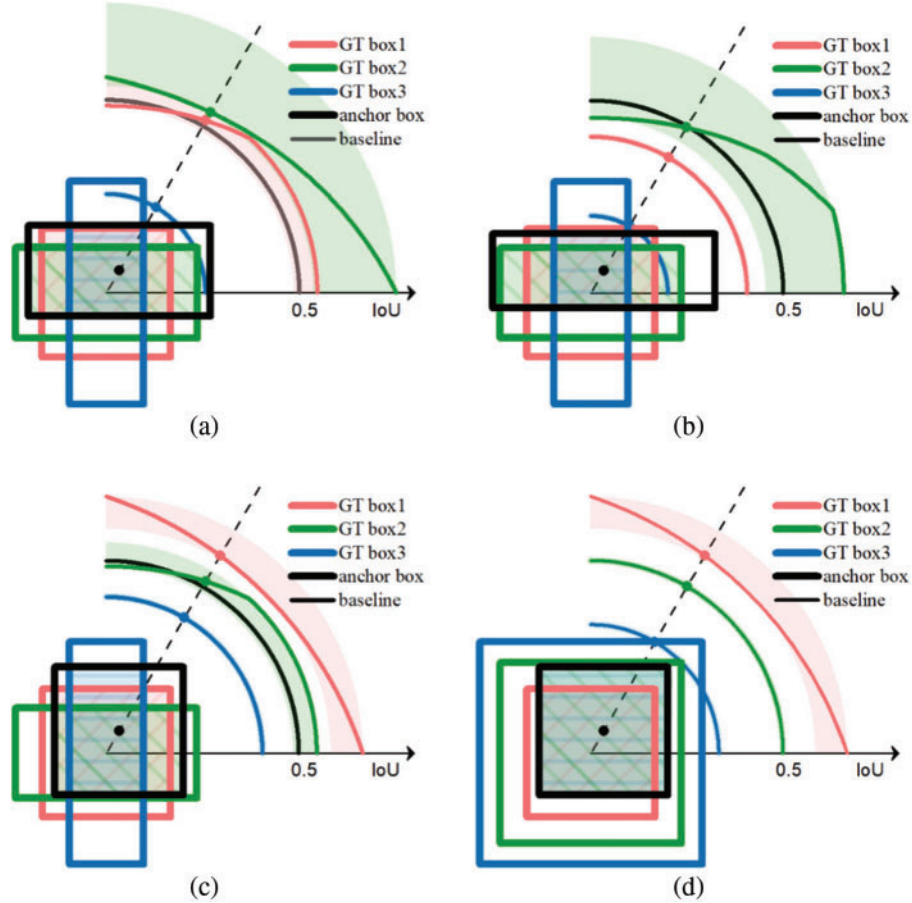 GT box1
GT box2
GT box3
anchor box
baseline
0.5 IoU
(a)
GT box1
GT box2
GT box3
anchor box
baseline
0.5 IoU
(b)
GT box1
GT box2
GT box3
anchor box
baseline
0.5 IoU
(c)
GT box1
GT box2
GT box3
anchor box
baseline
0.5 IoU
(d)